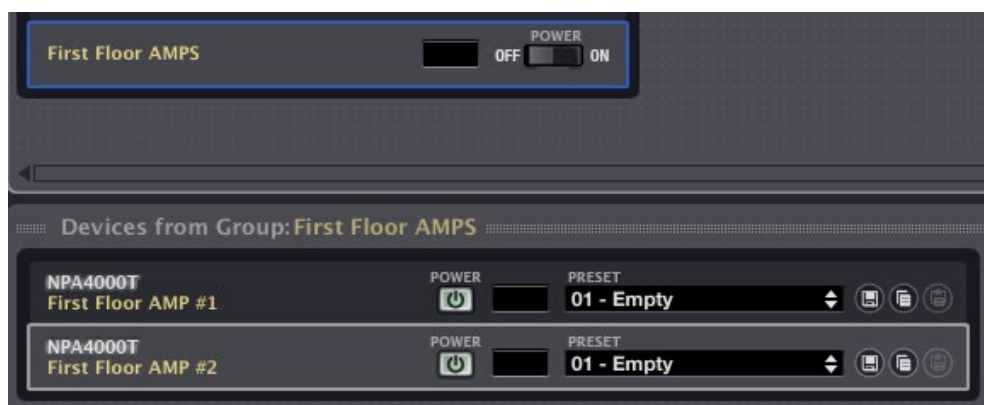 First Floor AMPS
POWER
OFF ON
Devices from Group: First Floor AMPS
NPA4000T
First Floor AMP #1
POWER
PRESET
01 - Empty
NPA4000T
First Floor AMP #2
POWER
PRESET
01 - Empty